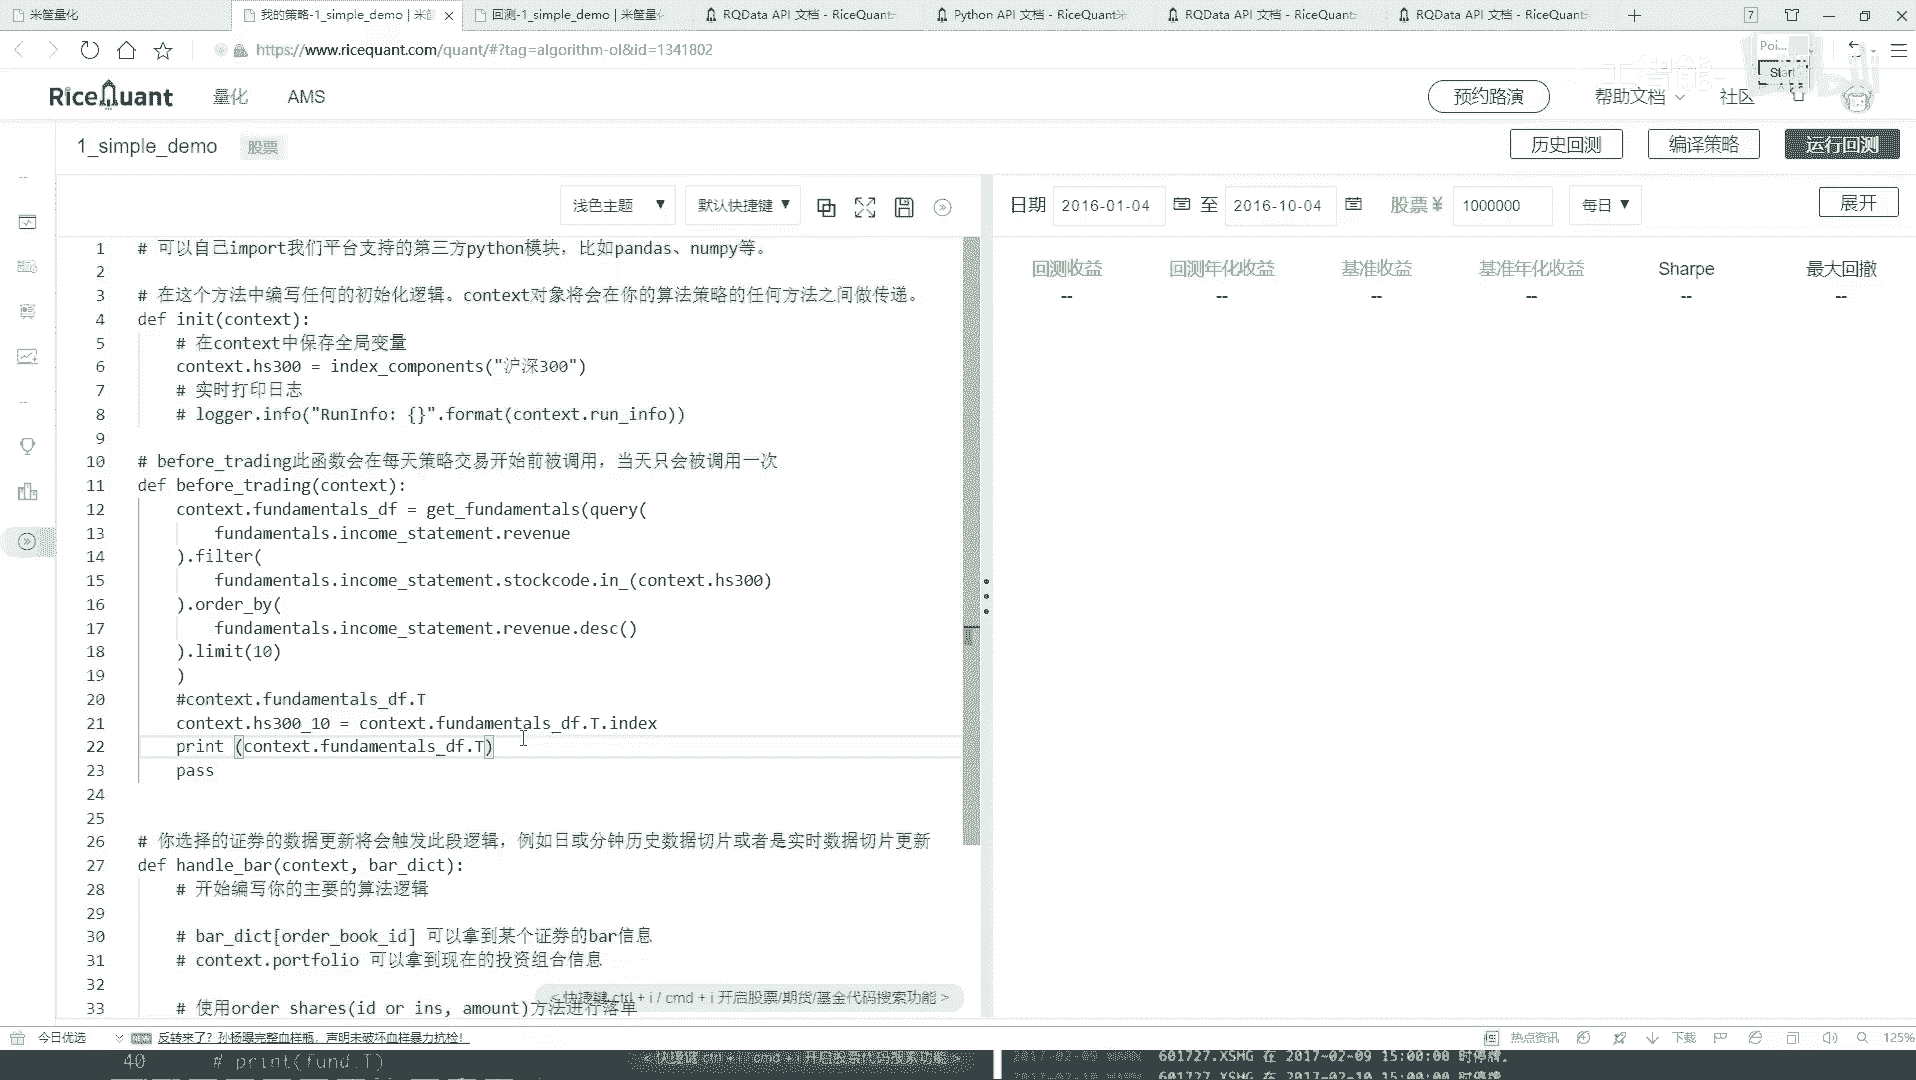 米筐量化
我的策略-1_simple_demo | 米筐
回测-1_simple_demo | 米筐量化
RQData API 文档 - RiceQuant
Python API 文档 - RiceQuant米
RQData API 文档 - RiceQuant
RQData API 文档 - RiceQuant
7
https://www.ricequant.com/quant/#?tag=algorithm-ol&id=1341802
Poi...
Start
RiceQuant
量化
AMS
预约路演
帮助文档
社区
1_simple_demo
股票
历史回测
编译策略
运行回测
浅色主题
默认快捷键
日期 2016-01-04 至 2016-10-04 股票 ¥ 1000000 每日
展开
1 # 可以自己import我们平台支持的第三方python模块，比如pandas、numpy等。
2
3 # 在这个方法中编写任何的初始化逻辑。context对象将会在你的算法策略的任何方法之间做传递。
4 def init(context):
5 # 在context中保存全局变量
6 context.hs300 = index_components("沪深300")
7 # 实时打印日志
8 # logger.info("RunInfo: {}".format(context.run_info))
9
10 # before_trading此函数会在每天策略交易开始前被调用，当天只会被调用一次
11 def before_trading(context):
12 context.fundamentals_df = get_fundamentals(query(
13 fundamentals.income_statement.revenue
14 ).filter(
15 fundamentals.income_statement.stockcode.in_(context.hs300)
16 ).order_by(
17 fundamentals.income_statement.revenue.desc()
18 ).limit(10)
19 )
20 #context.fundamentals_df.T
21 context.hs300_10 = context.fundamentals_df.T.index
22 print (context.fundamentals_df.T)
23 pass
24
25
26 # 你选择的证券的数据更新将会触发此段逻辑，例如日或分钟历史数据切片或者是实时数据切片更新
27 def handle_bar(context, bar_dict):
28 # 开始编写你的主要的算法逻辑
29
30 # bar_dict[order_book_id] 可以拿到某个证券的bar信息
31 # context.portfolio 可以拿到现在的投资组合信息
32
33 # 使用order_shares(id_or_ins, amount)方法进行落单
< 快捷键 ctrl + i / cmd + i 开启股票/期货/基金代码搜索功能 >
回测收益
--
回测年化收益
--
基准收益
--
基准年化收益
--
Sharpe
--
最大回撤
--
今日优选
反转来了？孙杨曝完整血样瓶，声明未破坏血样暴力抗检！
热点资讯
下载
125%
40 # print(fund.T)
601727.XSHG 在 2017-02-09 15:00:00 时停牌。
601727.XSHG 在 2017-02-10 15:00:00 时停牌。